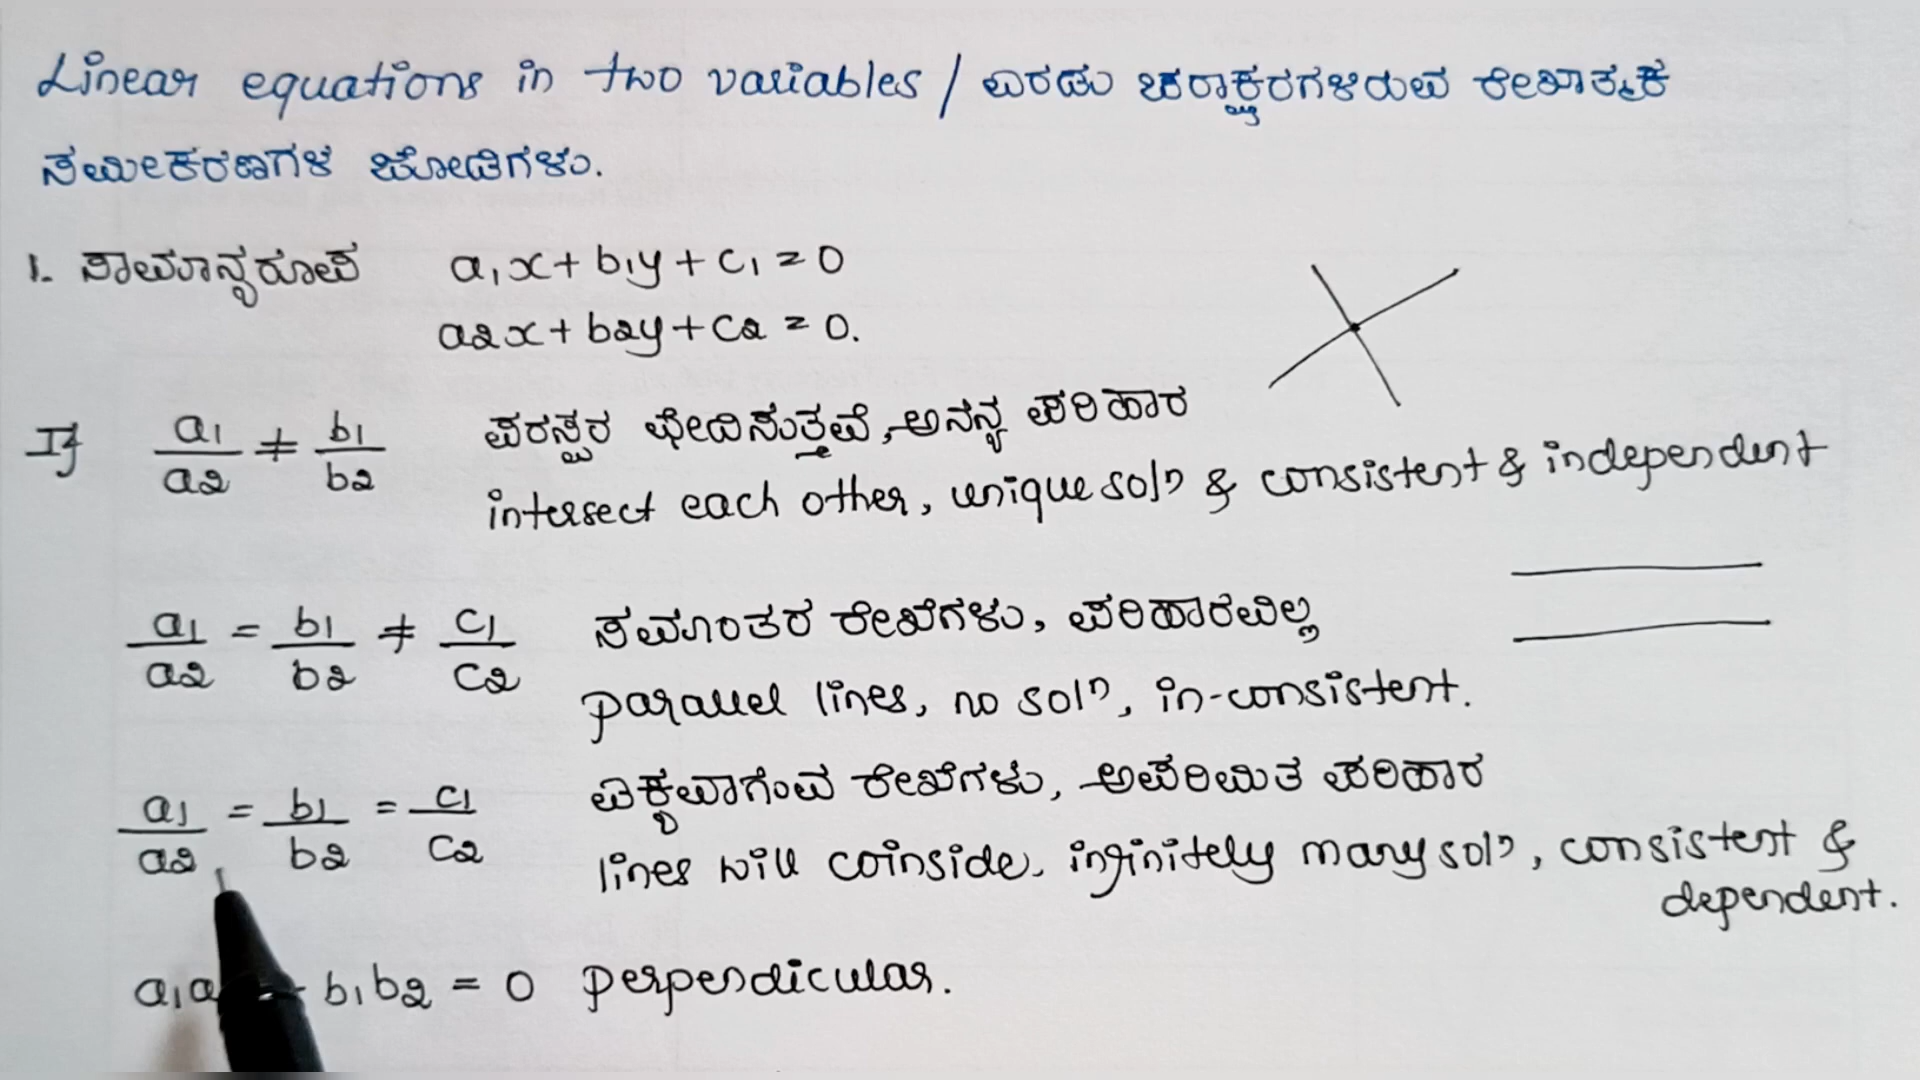 Linear equations in two variables / ಎರಡು ಚರಾಕ್ಷರಗಳಿರುವ ರೇಖಾತ್ಮಕ
ಸಮೀಕರಣಗಳ ಜೋಡಿಗಳು.
1. ಸಾಮಾನ್ಯರೂಪ a₁x + b₁y + c₁ = 0
a2x + b2y + c2 = 0.
If a1/a2 ≠ b1/b2 ಪರಸ್ಪರ ಛೇದಿಸುತ್ತವೆ, ಅನನ್ಯ ಪರಿಹಾರ
intersect each other, unique solⁿ & consistent & independent
a1/a2 = b1/b2 ≠ c1/c2 ಸಮಾಂತರ ರೇಖೆಗಳು, ಪರಿಹಾರವಿಲ್ಲ
parallel lines, no solⁿ, in-consistent.
a1/a2 = b1/b2 = c1/c2 ಐಕ್ಯವಾಗುವ ರೇಖೆಗಳು, ಅಪರಿಮಿತ ಪರಿಹಾರ
lines will coinside, infinitely many solⁿ, consistent &
dependent.
a₁a b₁b2 = 0 perpendicular.